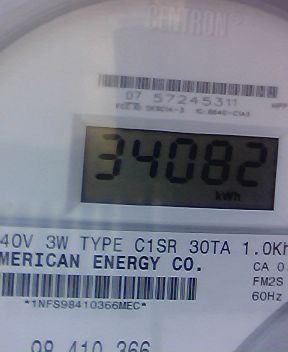 CENTRON
07 57245311
34082
kWh
40V 3W TYPE C1SR 30TA 1.0Kh
MERICAN ENERGY CO.
CA 0.
FM2S
60Hz
*1NFS98410366MEC*
98 410 366